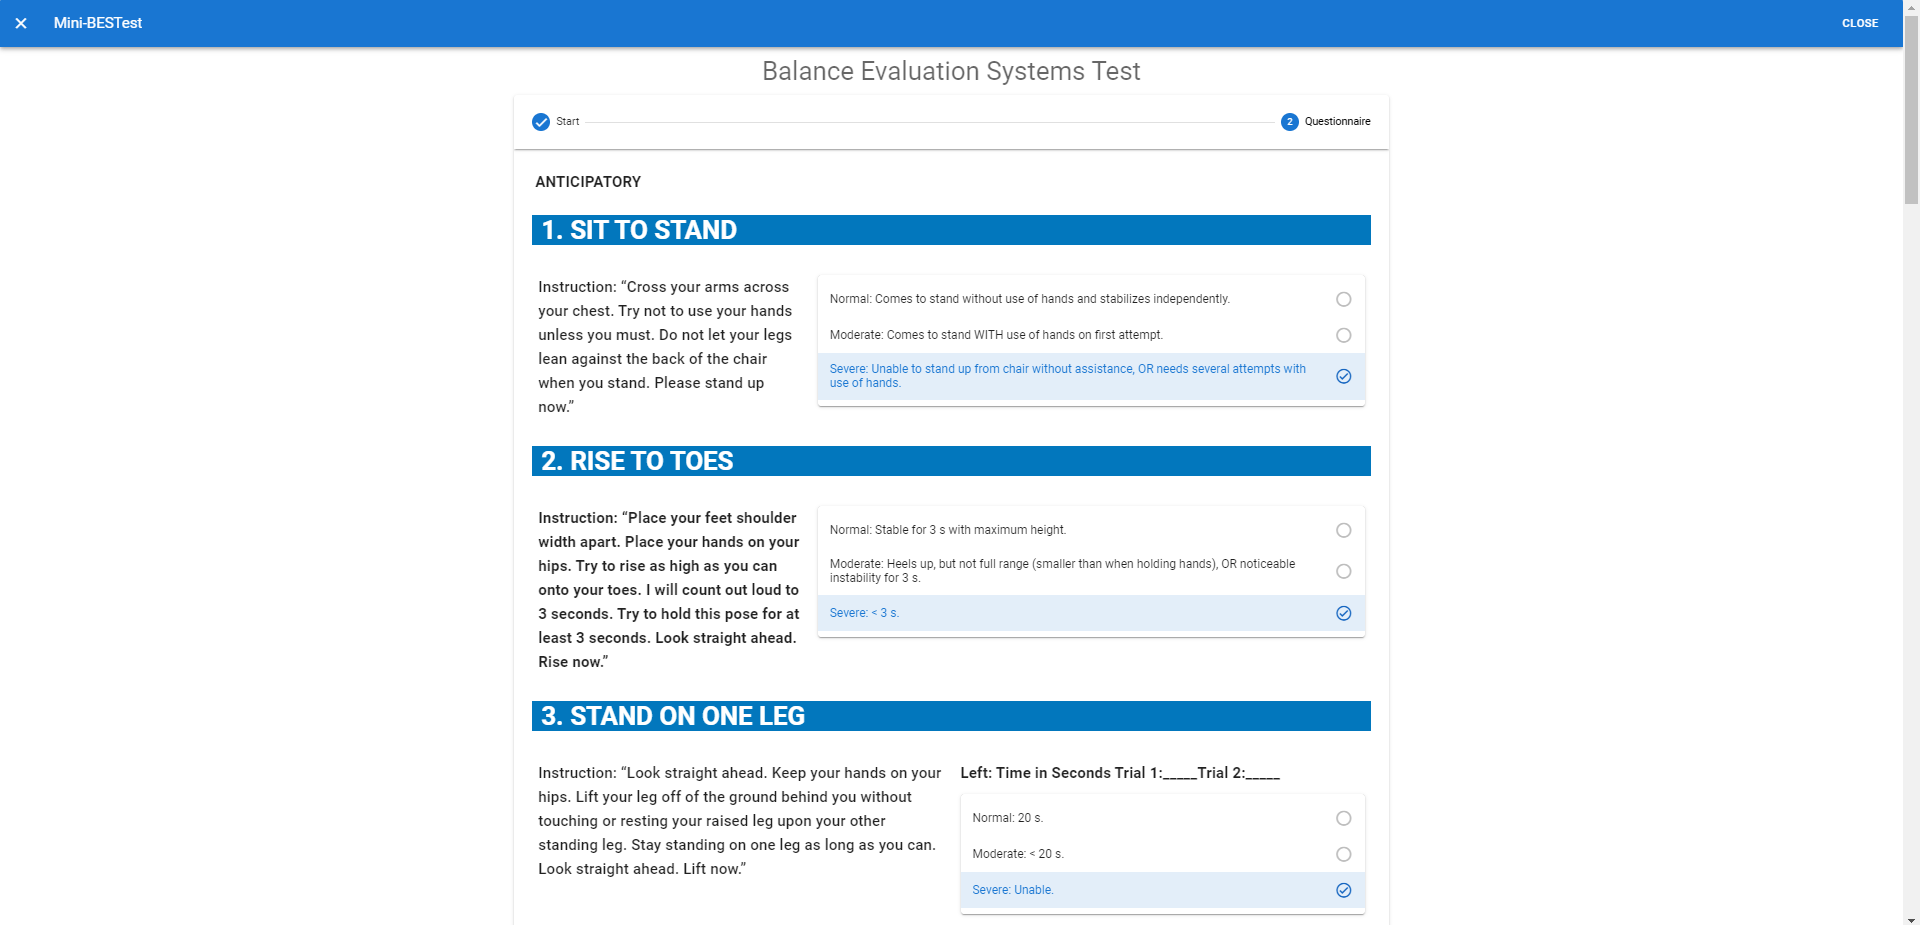 Mini-BESTest
CLOSE
Balance Evaluation Systems Test
Start
2 Questionnaire
ANTICIPATORY
1. SIT TO STAND
Instruction: “Cross your arms across
your chest. Try not to use your hands
unless you must. Do not let your legs
lean against the back of the chair
when you stand. Please stand up
now.”
Normal: Comes to stand without use of hands and stabilizes independently.
Moderate: Comes to stand WITH use of hands on first attempt.
Severe: Unable to stand up from chair without assistance, OR needs several attempts with
use of hands.
2. RISE TO TOES
Instruction: “Place your feet shoulder
width apart. Place your hands on your
hips. Try to rise as high as you can
onto your toes. I will count out loud to
3 seconds. Try to hold this pose for at
least 3 seconds. Look straight ahead.
Rise now.”
Normal: Stable for 3 s with maximum height.
Moderate: Heels up, but not full range (smaller than when holding hands), OR noticeable
instability for 3 s.
Severe: < 3 s.
3. STAND ON ONE LEG
Instruction: “Look straight ahead. Keep your hands on your
hips. Lift your leg off of the ground behind you without
touching or resting your raised leg upon your other
standing leg. Stay standing on one leg as long as you can.
Look straight ahead. Lift now.”
Left: Time in Seconds Trial 1:_____Trial 2:_____
Normal: 20 s.
Moderate: < 20 s.
Severe: Unable.